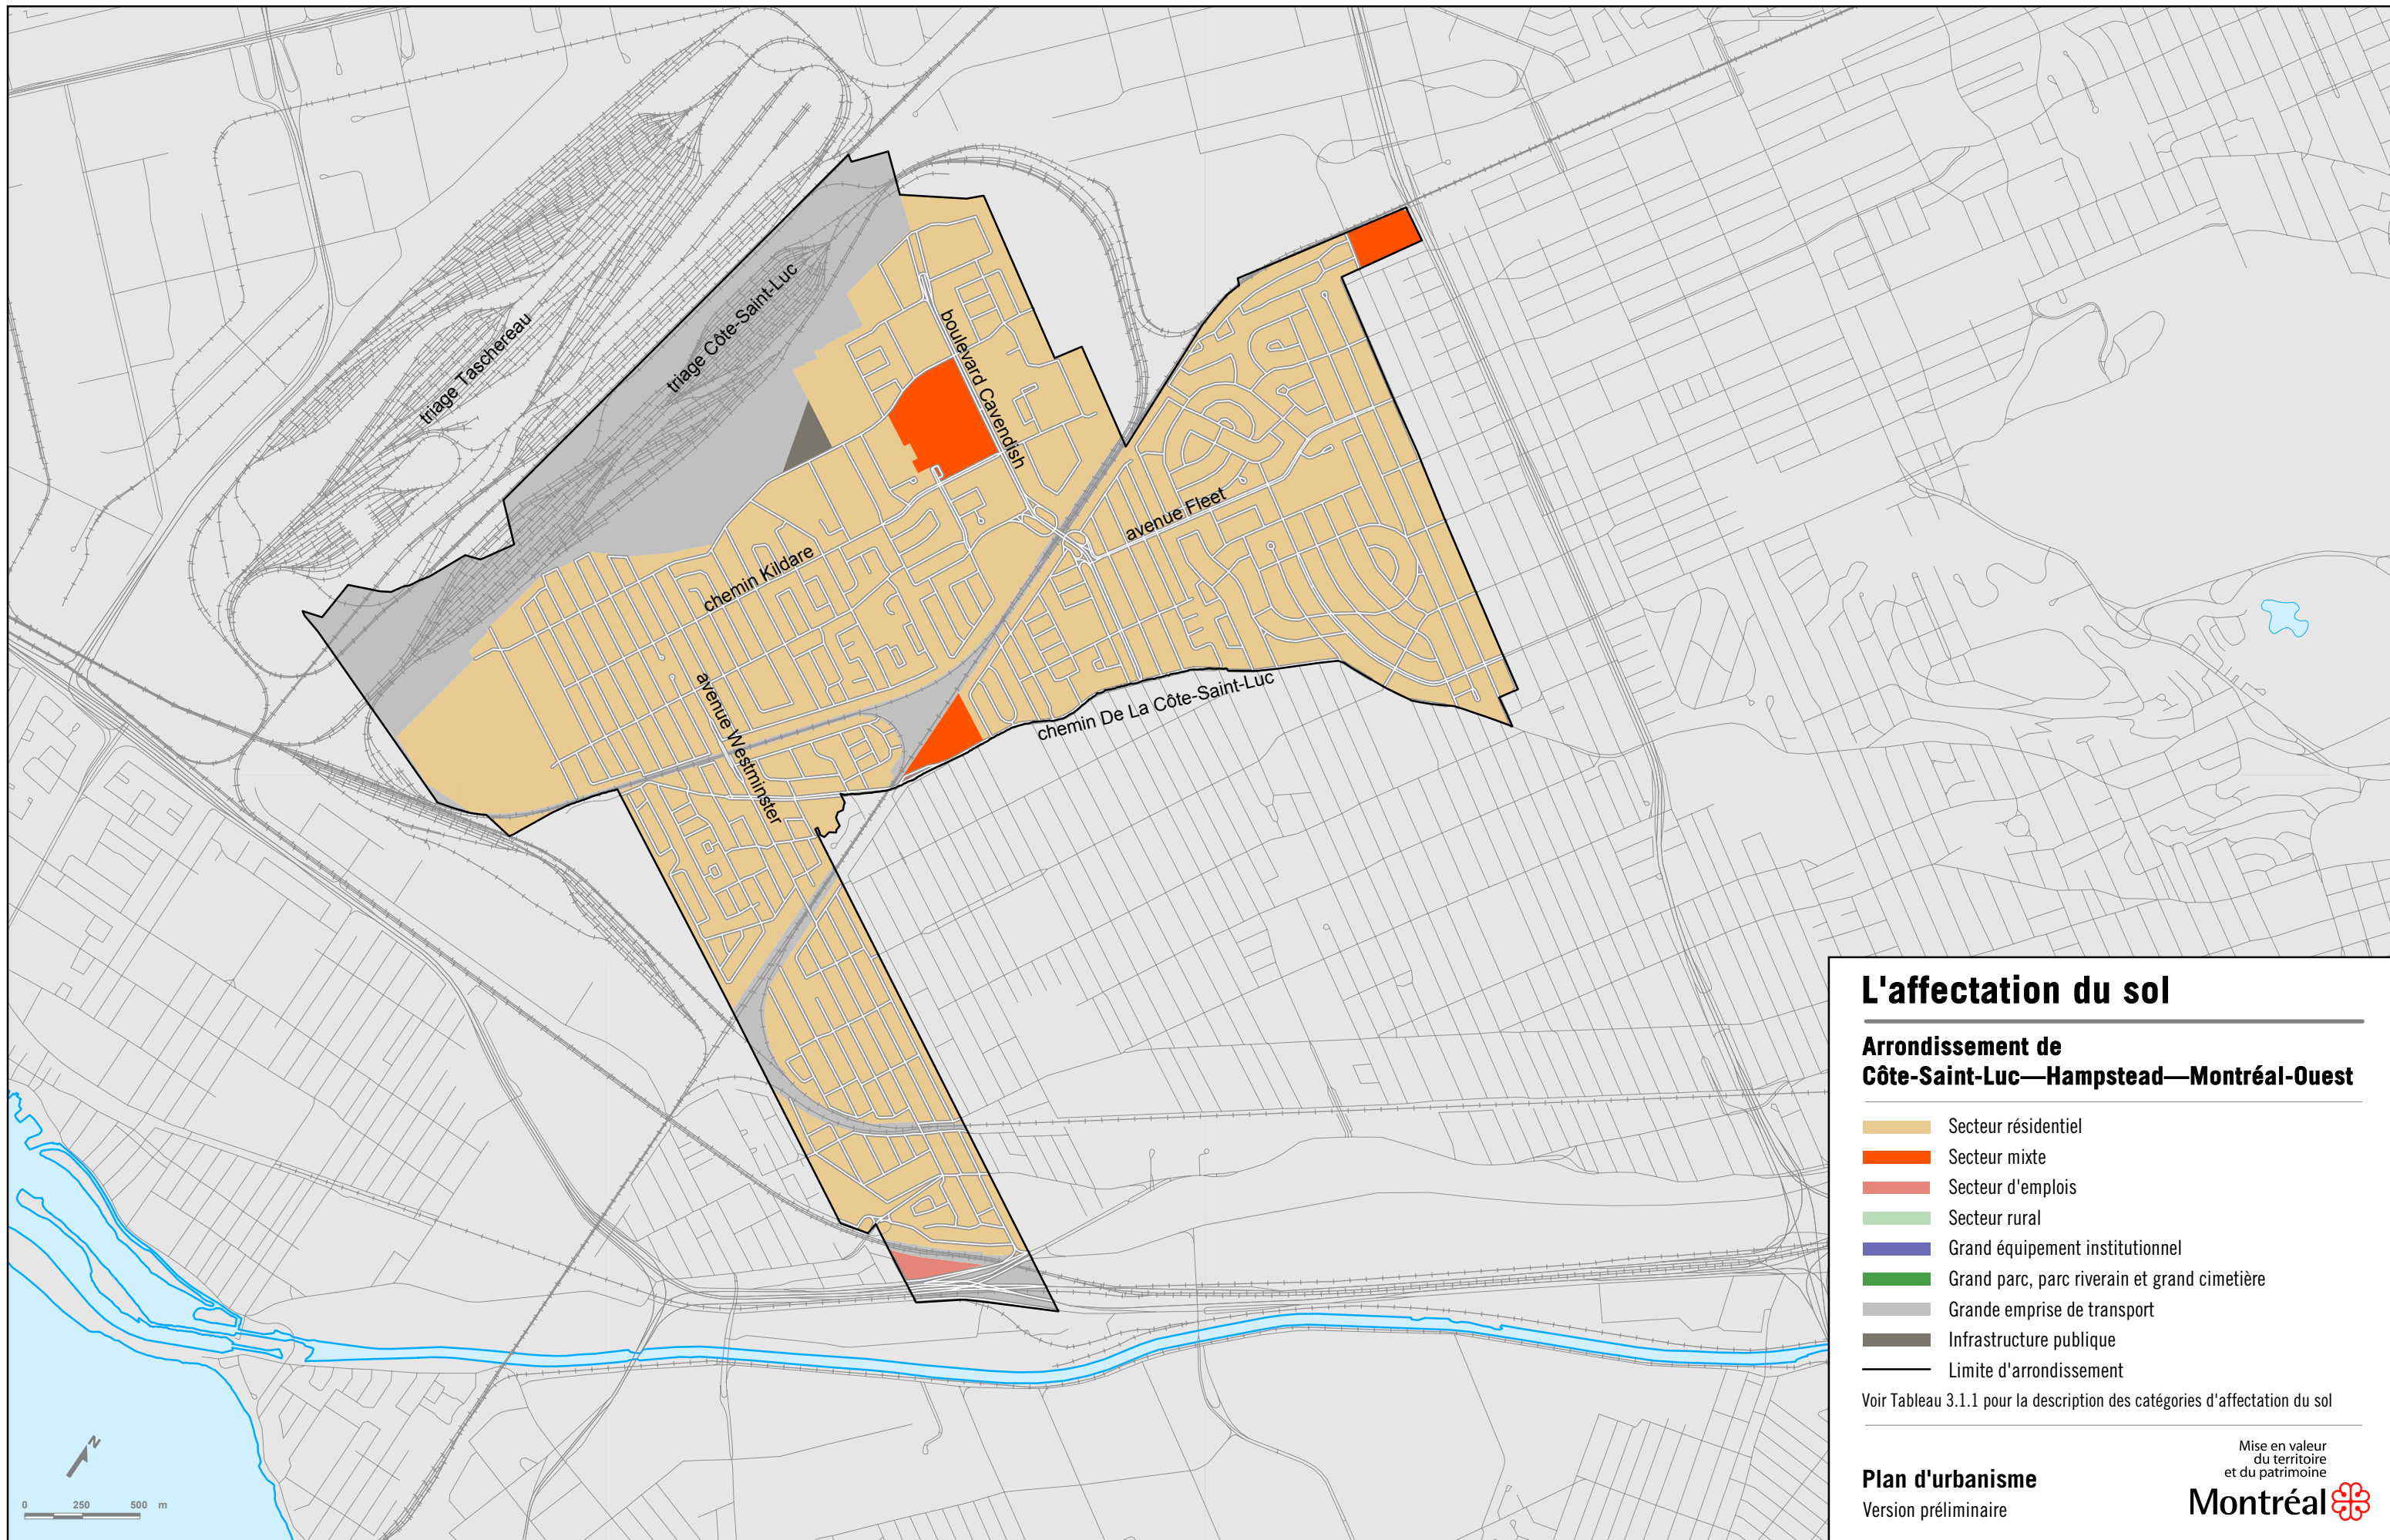 triage Taschereau
triage Côte-Saint-Luc
boulevard Cavendish
avenue Fleet
chemin Kildare
avenue Westminster
chemin De La Côte-Saint-Luc
N
0 250 500 m
L'affectation du sol
Arrondissement de
Côte-Saint-Luc—Hampstead—Montréal-Ouest
Secteur résidentiel
Secteur mixte
Secteur d'emplois
Secteur rural
Grand équipement institutionnel
Grand parc, parc riverain et grand cimetière
Grande emprise de transport
Infrastructure publique
Limite d'arrondissement
Voir Tableau 3.1.1 pour la description des catégories d'affectation du sol
Plan d'urbanisme
Version préliminaire
Mise en valeur
du territoire
et du patrimoine
Montréal